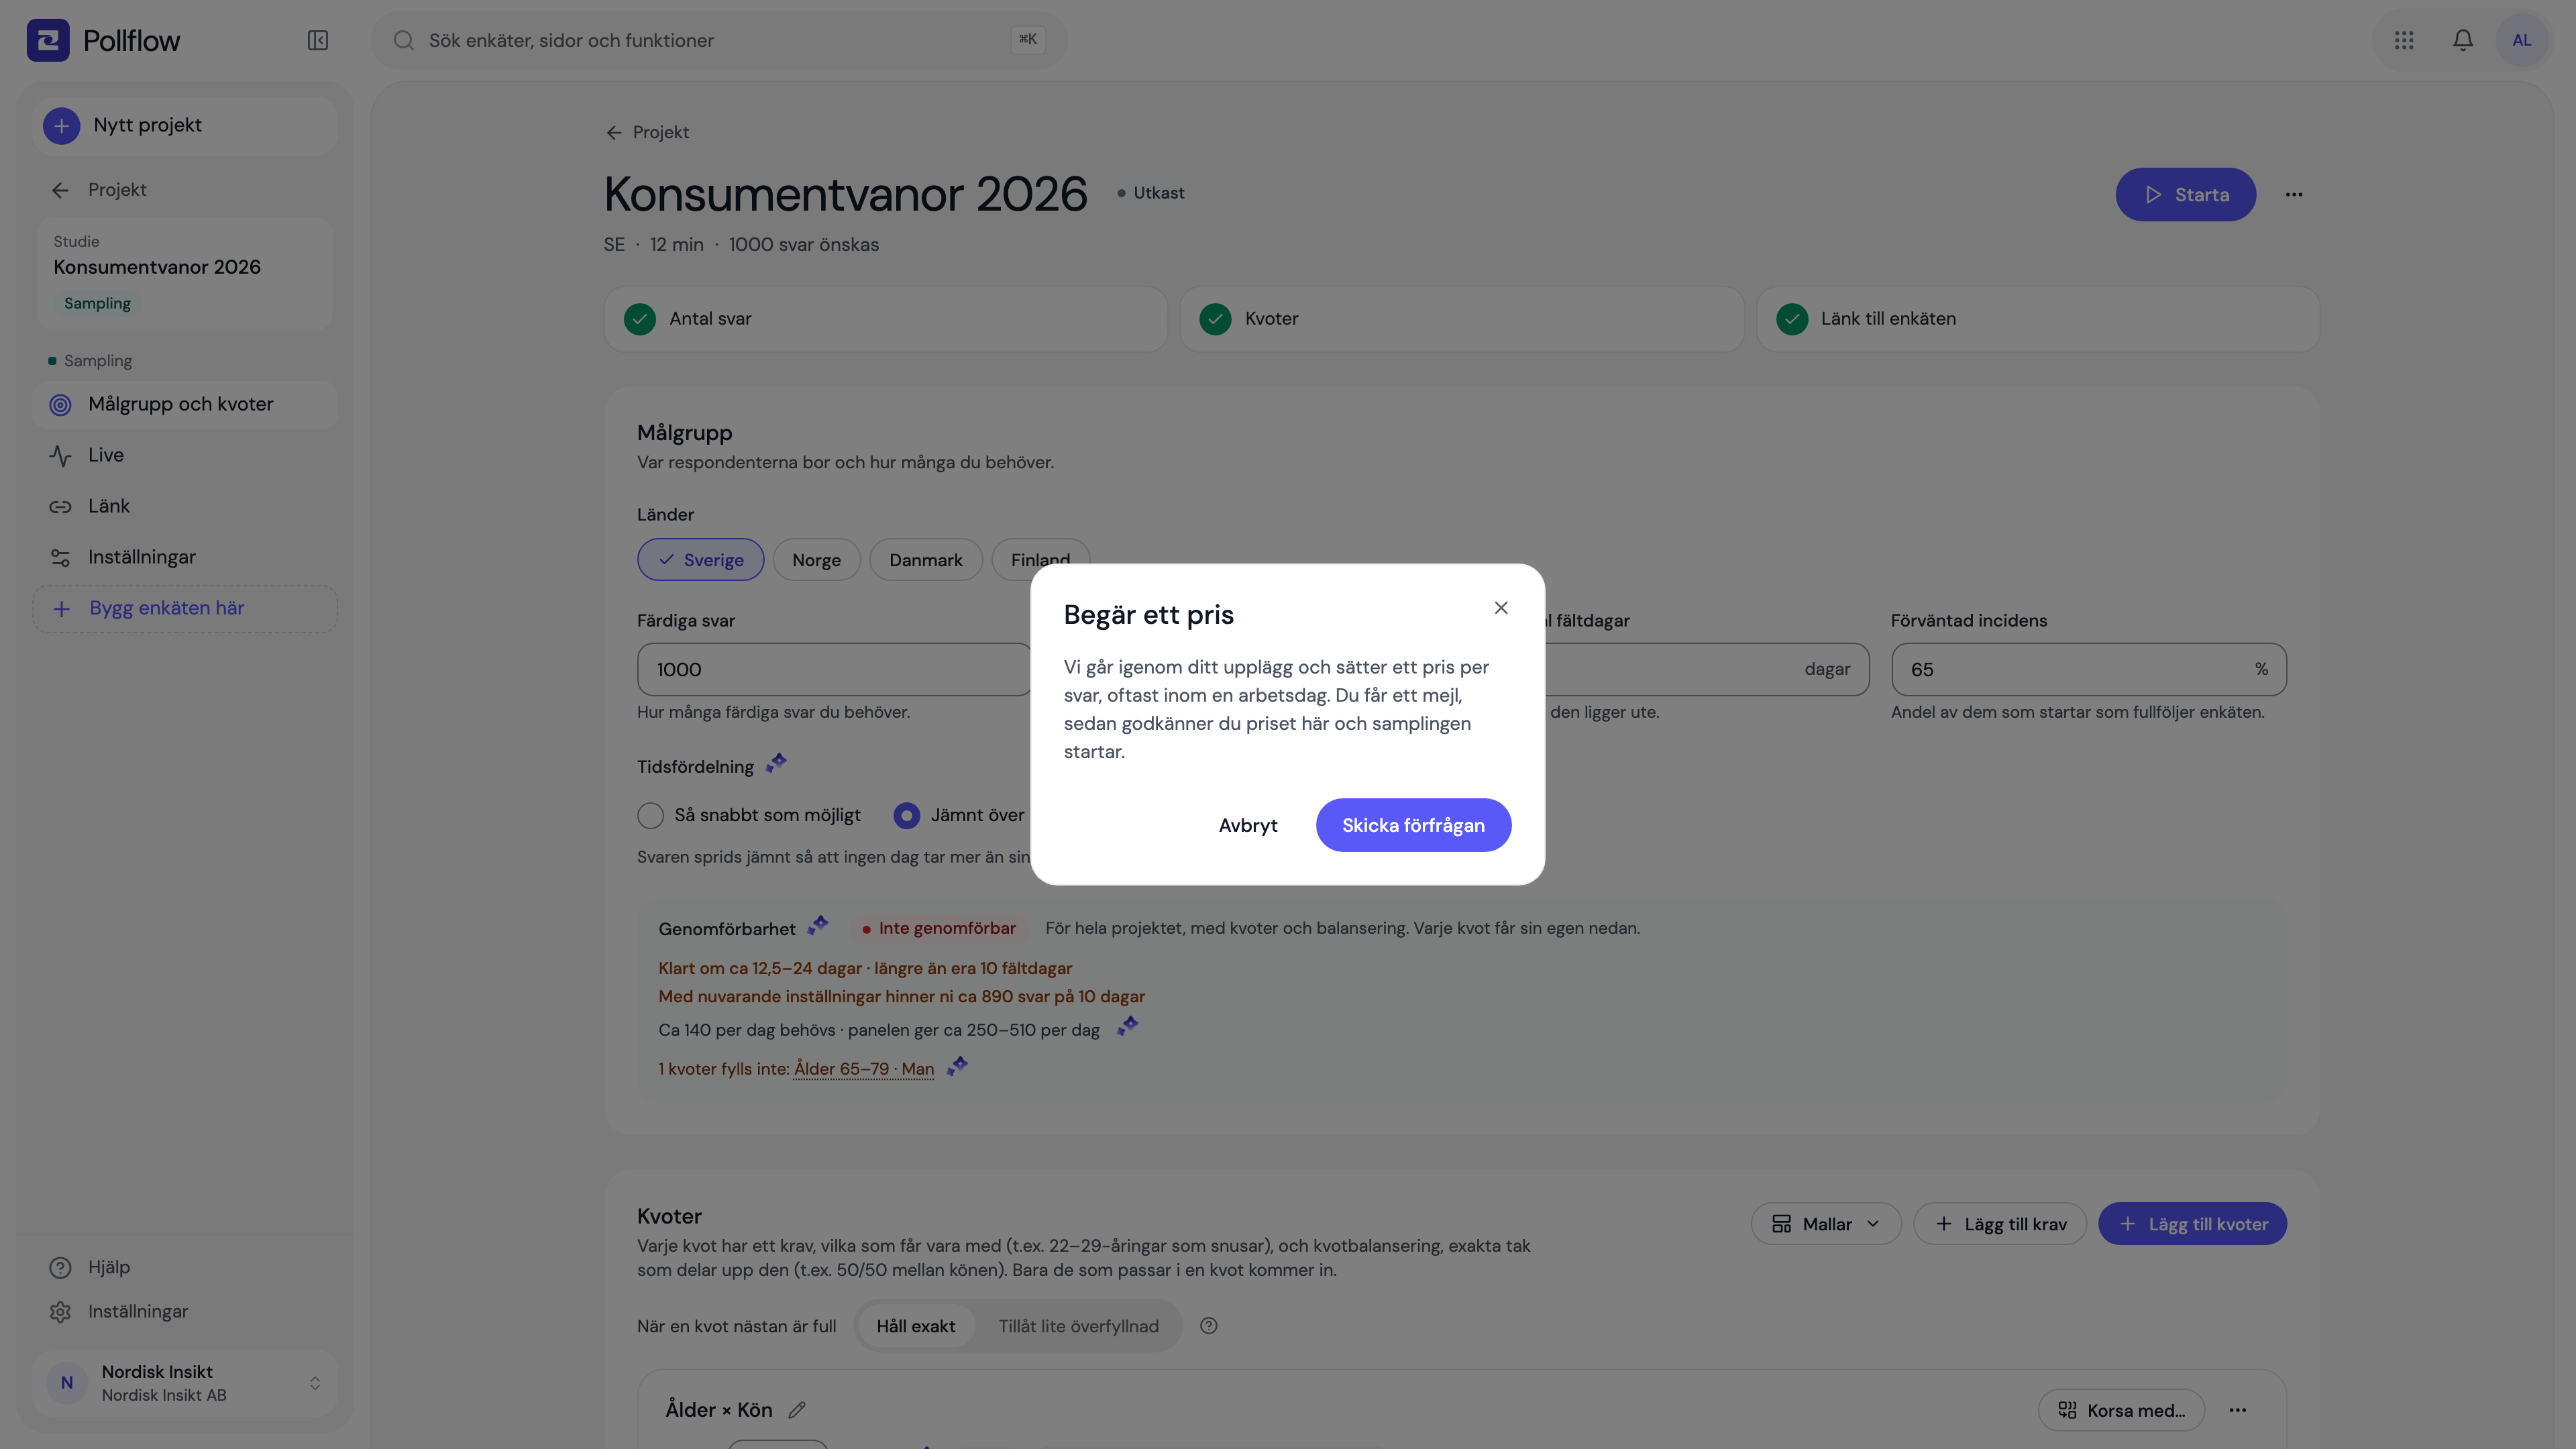 Pollflow
Sök enkäter, sidor och funktioner
⌘K
AL
Nytt projekt
Projekt
Studie
Konsumentvanor 2026
Sampling
Sampling
Målgrupp och kvoter
Live
Länk
Inställningar
Bygg enkäten här
Hjälp
Inställningar
N
Nordisk Insikt
Nordisk Insikt AB
Projekt
Konsumentvanor 2026
Utkast
Starta
SE · 12 min · 1000 svar önskas
Antal svar
Kvoter
Länk till enkäten
Målgrupp
Var respondenterna bor och hur många du behöver.
Länder
Sverige
Norge
Danmark
Finland
Färdiga svar
fältdagar
Förväntad incidens
1000
dagar
65
%
Hur många färdiga svar du behöver.
den ligger ute.
Andel av dem som startar som fullföljer enkäten.
Tidsfördelning
Så snabbt som möjligt
Jämnt över
Svaren sprids jämnt så att ingen dag tar mer än sin
Begär ett pris
Vi går igenom ditt upplägg och sätter ett pris per
svar, oftast inom en arbetsdag. Du får ett mejl,
sedan godkänner du priset här och samplingen
startar.
Avbryt
Skicka förfrågan
Genomförbarhet
Inte genomförbar
För hela projektet, med kvoter och balansering. Varje kvot får sin egen nedan.
Klart om ca 12,5–24 dagar · längre än era 10 fältdagar
Med nuvarande inställningar hinner ni ca 890 svar på 10 dagar
Ca 140 per dag behövs · panelen ger ca 250–510 per dag
1 kvoter fylls inte: Ålder 65–79 · Man
Kvoter
Mallar
Lägg till krav
Lägg till kvoter
Varje kvot har ett krav, vilka som får vara med (t.ex. 22–29-åringar som snusar), och kvotbalansering, exakta tak
som delar upp den (t.ex. 50/50 mellan könen). Bara de som passar i en kvot kommer in.
När en kvot nästan är full
Håll exakt
Tillåt lite överfyllnad
Ålder × Kön
Korsa med…